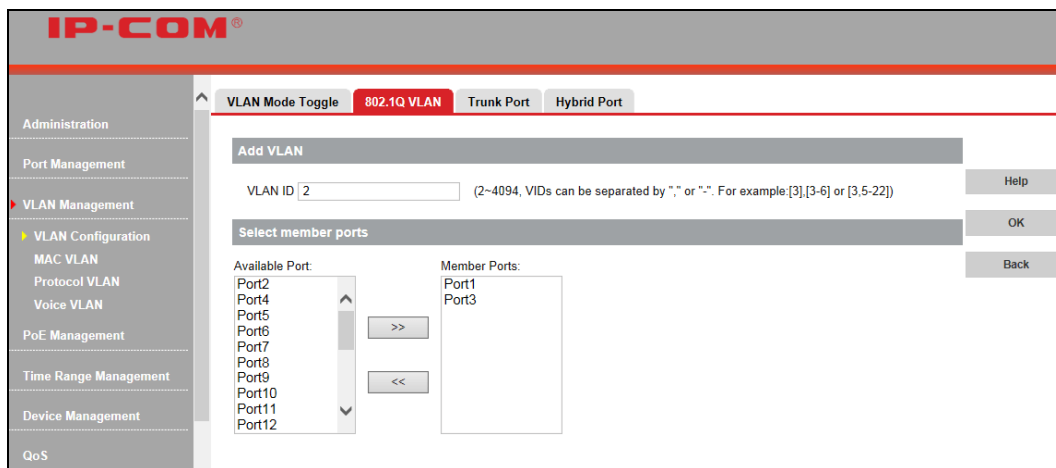 IP-COM®
VLAN Mode Toggle 802.1Q VLAN Trunk Port Hybrid Port
Administration
Port Management
VLAN Management
VLAN Configuration
MAC VLAN
Protocol VLAN
Voice VLAN
PoE Management
Time Range Management
Device Management
QoS
Add VLAN
VLAN ID 2 (2~4094, VIDs can be separated by "," or "-". For example:[3],[3-6] or [3,5-22])
Select member ports
Available Port:
Port2
Port4
Port5
Port6
Port7
Port8
Port9
Port10
Port11
Port12
>>
<<
Member Ports:
Port1
Port3
Help
OK
Back